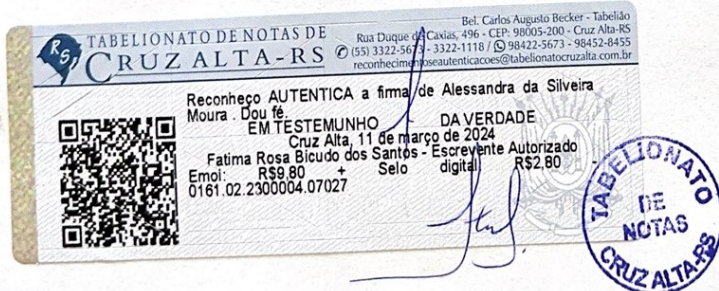 RS
TABELIONATO DE NOTAS DE
CRUZ ALTA-RS
Bel. Carlos Augusto Becker - Tabelião
Rua Duque de Caxias, 496 - CEP: 98005-200 - Cruz Alta-RS
(55) 3322-5673 - 3322-1118 / 98422-5673 - 98452-8455
reconhecimentoseautenticacoes@tabelionatocruzalta.com.br
Reconheço AUTENTICA a firma de Alessandra da Silveira
Moura . Dou fé.
EM TESTEMUNHO DA VERDADE
Cruz Alta, 11 de março de 2024
Fatima Rosa Bicudo dos Santos - Escrevente Autorizado
Emol: R$9,80 + Selo digital R$2,80 -
0161.02.2300004.07027
TABELIONATO
DE
NOTAS
CRUZ ALTA-RS